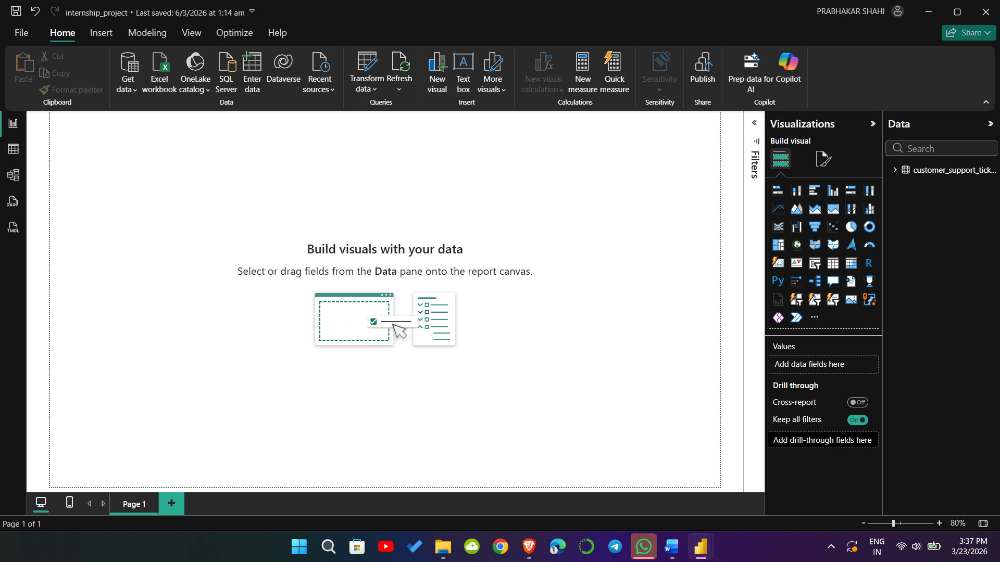 internship_project • Last saved: 6/3/2026 at 1:14 am
PRABHAKAR SHAHI
File Home Insert Modeling View Optimize Help
Share
Paste
Cut
Copy
Format painter
Clipboard
Get data
Excel workbook
OneLake catalog
SQL Server
Enter data
Dataverse
Recent sources
Data
Transform data
Refresh
Queries
New visual
Text box
More visuals
Insert
New visual calculation
New measure
Quick measure
Calculations
Sensitivity
Sensitivity
Publish
Share
Prep data for AI
Copilot
Copilot
DAX
TMDL
Build visuals with your data
Select or drag fields from the Data pane onto the report canvas.
Filters
Visualizations
Build visual
123
R
Py
Values
Add data fields here
Drill through
Cross-report
Off
Keep all filters
On
Add drill-through fields here
Data
Search
customer_support_tick...
Page 1
Page 1 of 1
- + 80%
ENG
IN
3:37 PM
3/23/2026